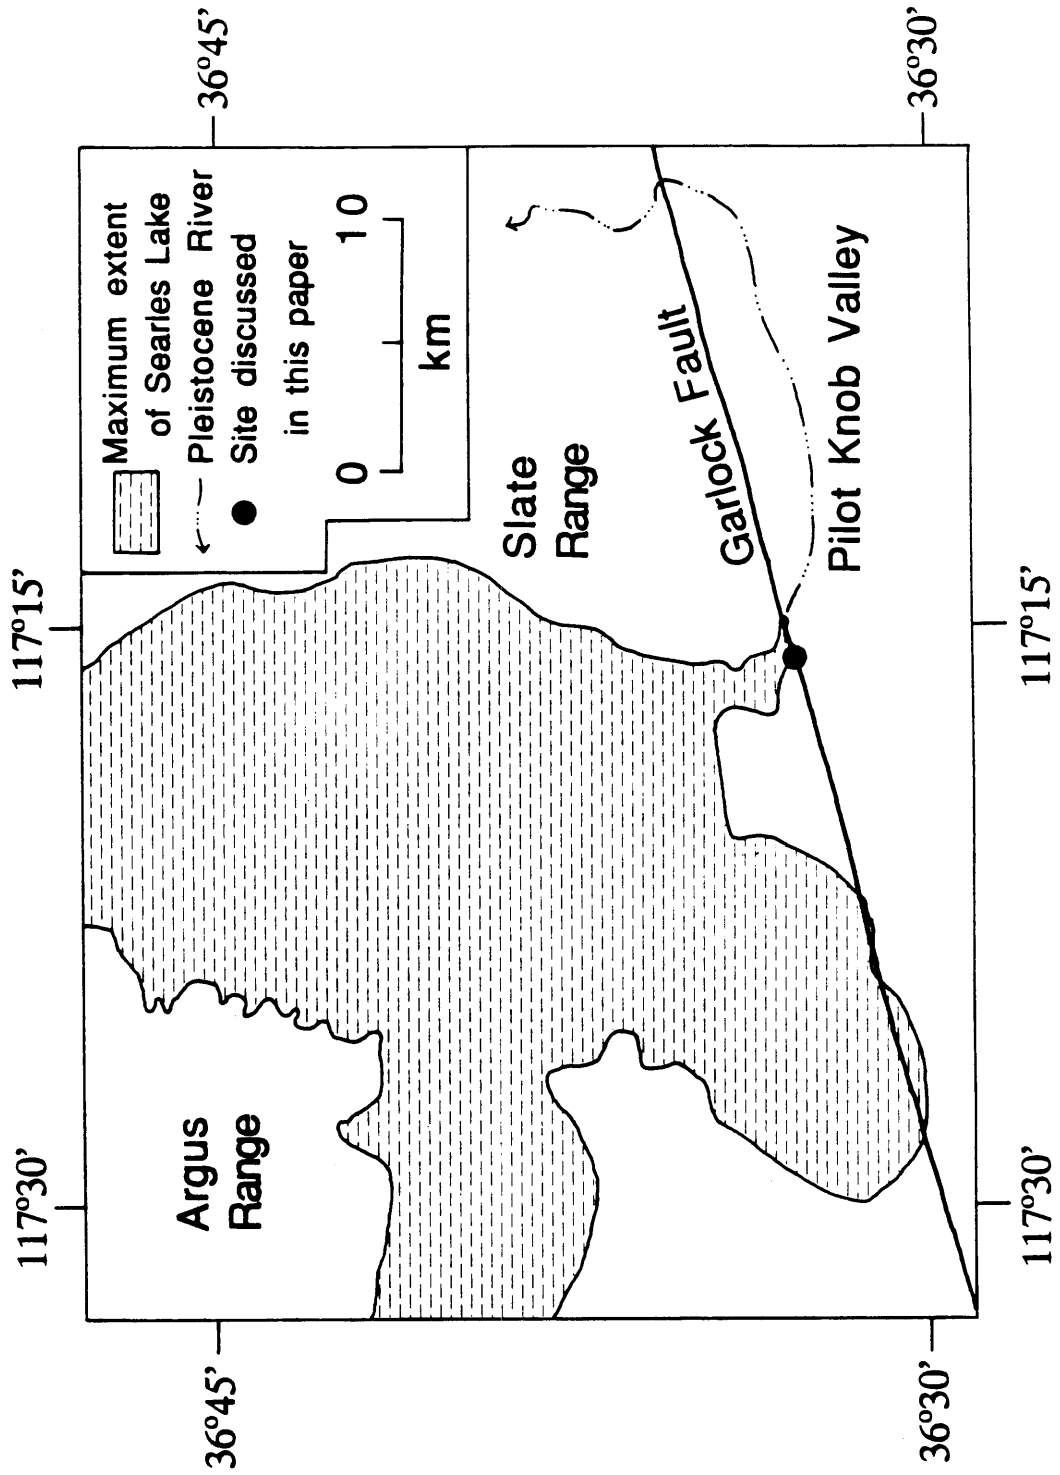 117°30'
117°15'
Maximum extent
of Searles Lake
Pleistocene River
Site discussed
in this paper
0
10
km
36°45'
36°45'
Argus
Range
Slate
Range
Garlock Fault
Pilot Knob Valley
36°30'
36°30'
117°30'
117°15'